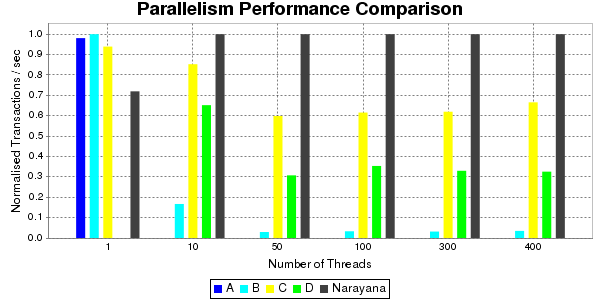 Parallelism Performance Comparison
Normalised Transactions / sec
1.0
0.9
0.8
0.7
0.6
0.5
0.4
0.3
0.2
0.1
0.0
1 10 50 100 300 400
Number of Threads
A B C D Narayana